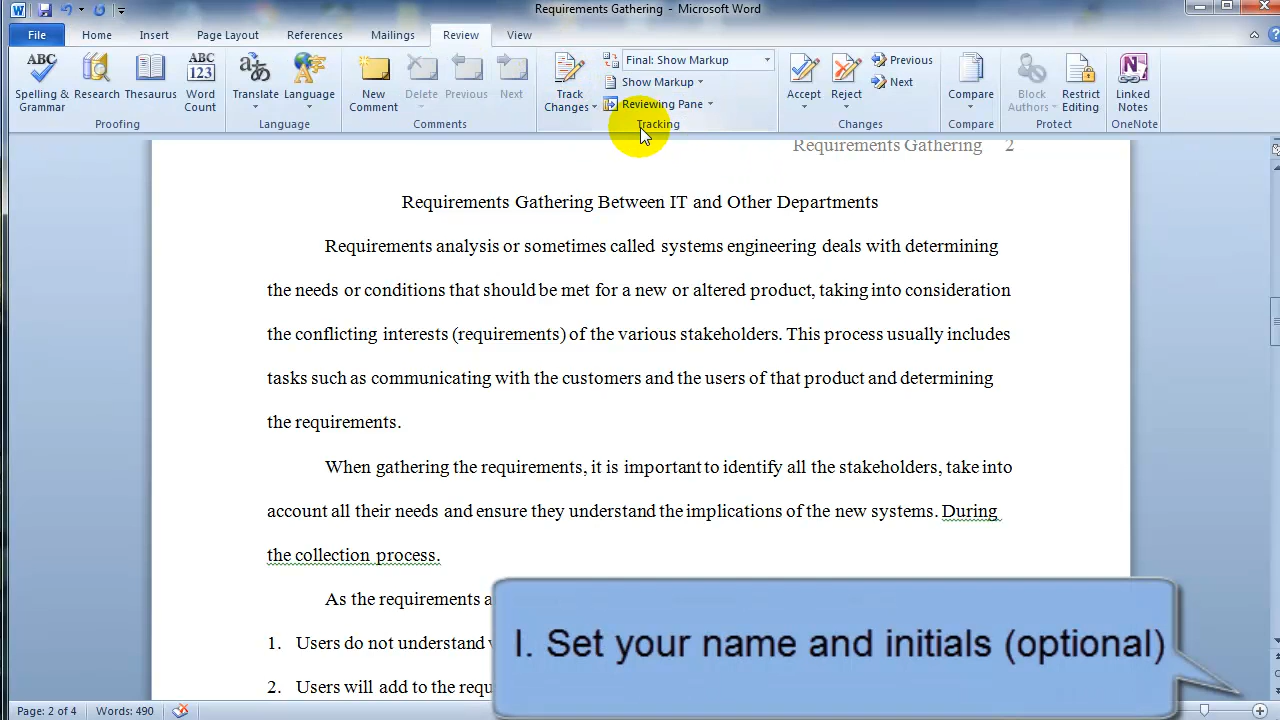 Requirements Gathering - Microsoft Word
File Home Insert Page Layout References Mailings Review View
ABC Spelling & Grammar
Research
Thesaurus
ABC 123 Word Count
Translate
Language
New Comment
Delete
Previous
Next
Track Changes
Final: Show Markup
Show Markup
Reviewing Pane
Accept
Reject
Previous
Next
Compare
Block Authors
Restrict Editing
Linked Notes
Proofing Language Comments Tracking Changes Compare Protect OneNote
Requirements Gathering 2
Requirements Gathering Between IT and Other Departments
Requirements analysis or sometimes called systems engineering deals with determining
the needs or conditions that should be met for a new or altered product, taking into consideration
the conflicting interests (requirements) of the various stakeholders. This process usually includes
tasks such as communicating with the customers and the users of that product and determining
the requirements.
When gathering the requirements, it is important to identify all the stakeholders, take into
account all their needs and ensure they understand the implications of the new systems. During
the collection process.
As the requirements a
1. Users do not understand
2. Users will add to the requ
I. Set your name and initials (optional)
Page: 2 of 4 Words: 490